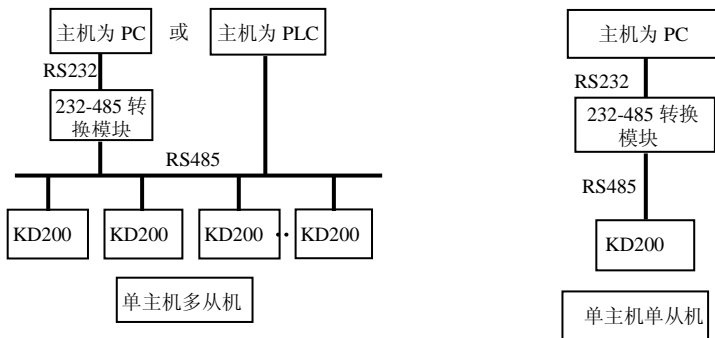 主机为 PC 或 主机为 PLC
RS232
232-485 转
换模块
RS485
KD200 KD200 KD200 ·· KD200
单主机多从机
主机为 PC
RS232
232-485 转换
模块
RS485
KD200
单主机单从机